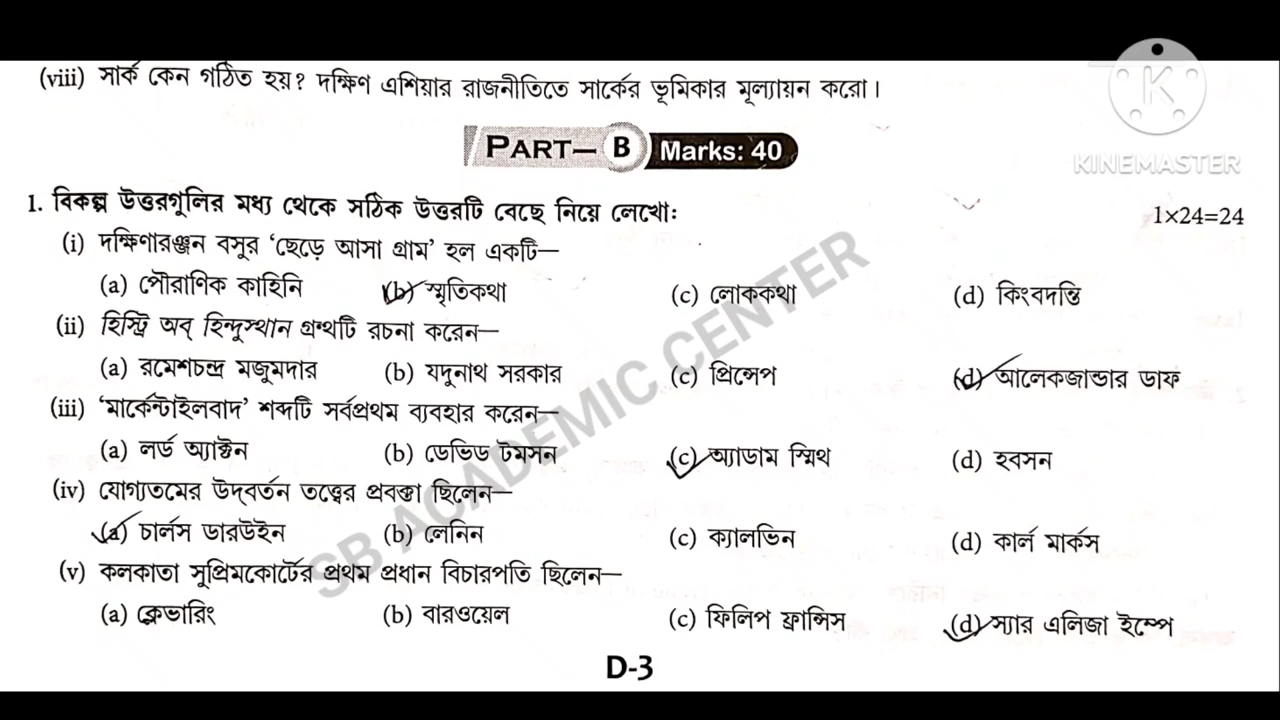 (viii) সার্ক কেন গঠিত হয়? দক্ষিণ এশিয়ার রাজনীতিতে সার্কের ভূমিকার মূল্যায়ন করো।
K
KINEMASTER
PART— B Marks: 40
1. বিকল্প উত্তরগুলির মধ্য থেকে সঠিক উত্তরটি বেছে নিয়ে লেখো: 1×24=24
(i) দক্ষিণারঞ্জন বসুর ‘ছেড়ে আসা গ্রাম’ হল একটি—
(a) পৌরাণিক কাহিনি (b) স্মৃতিকথা (c) লোককথা (d) কিংবদন্তি
(ii) হিস্ট্রি অব্ হিন্দুস্থান গ্রন্থটি রচনা করেন—
(a) রমেশচন্দ্র মজুমদার (b) যদুনাথ সরকার (c) প্রিন্সেপ (d) আলেকজান্ডার ডাফ
(iii) ‘মার্কেন্টাইলবাদ’ শব্দটি সর্বপ্রথম ব্যবহার করেন—
(a) লর্ড অ্যাক্টন (b) ডেভিড টমসন (c) অ্যাডাম স্মিথ (d) হবসন
(iv) যোগ্যতমের উদ্‌বর্তন তত্ত্বের প্রবক্তা ছিলেন—
(a) চার্লস ডারউইন (b) লেনিন (c) ক্যালভিন (d) কার্ল মার্কস
(v) কলকাতা সুপ্রিমকোর্টের প্রথম প্রধান বিচারপতি ছিলেন—
(a) ক্লেভারিং (b) বারওয়েল (c) ফিলিপ ফ্রান্সিস (d) স্যার এলিজা ইম্পে
SB ACADEMIC CENTER
D-3